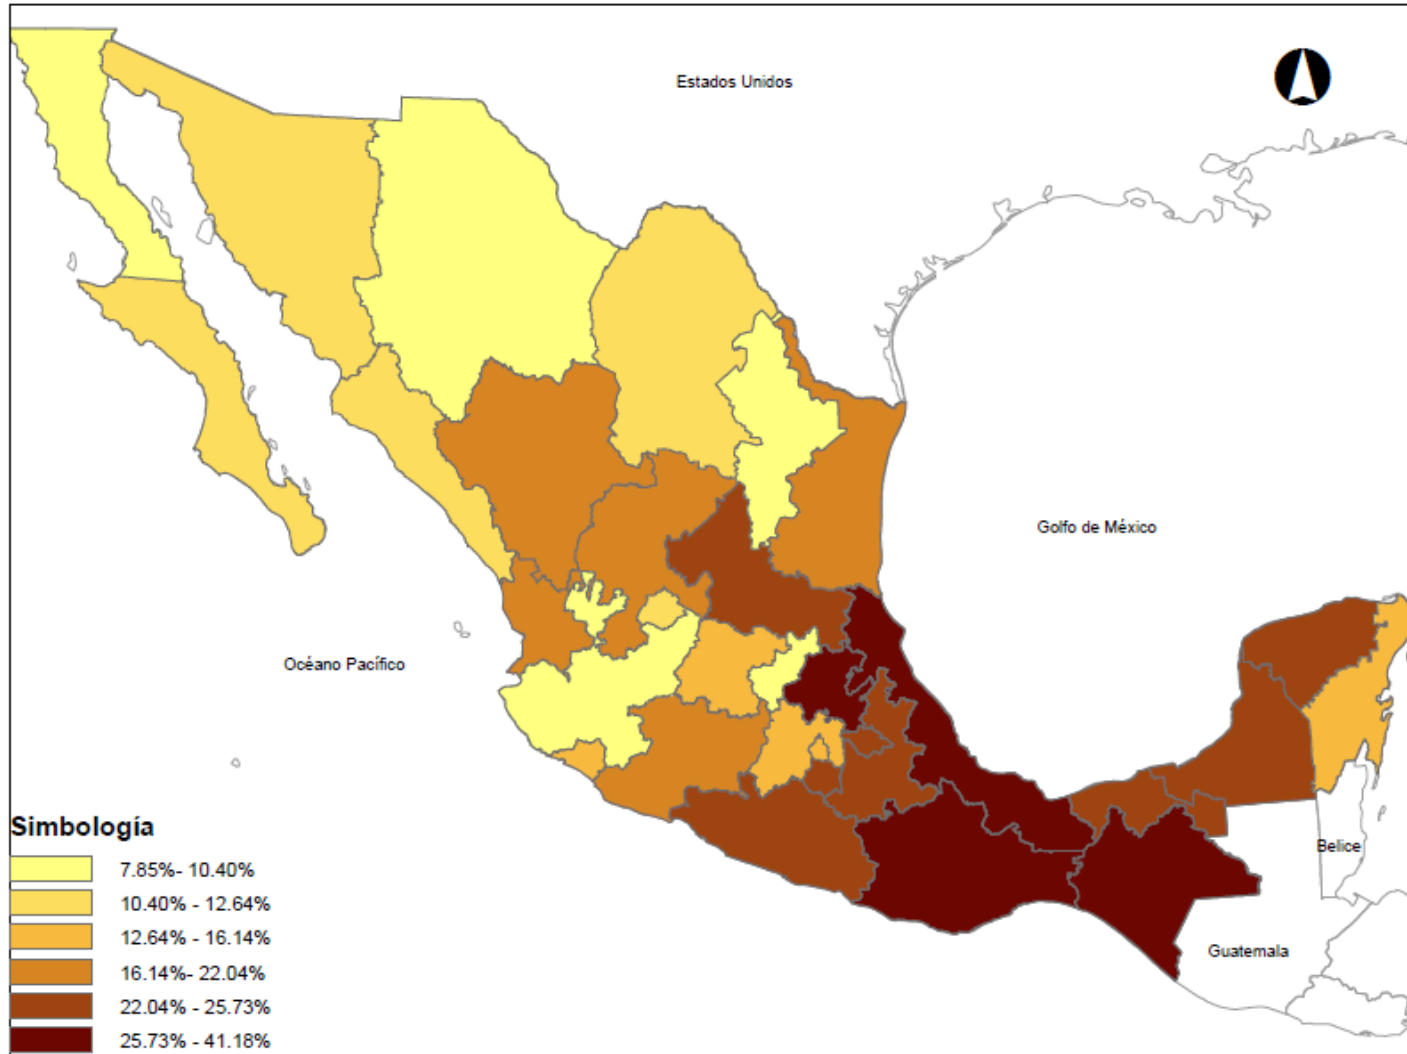 Estados Unidos
Golfo de México
Océano Pacífico
Simbología
7.85%- 10.40%
10.40% - 12.64%
12.64% - 16.14%
16.14%- 22.04%
22.04% - 25.73%
25.73% - 41.18%
Belice
Guatemala